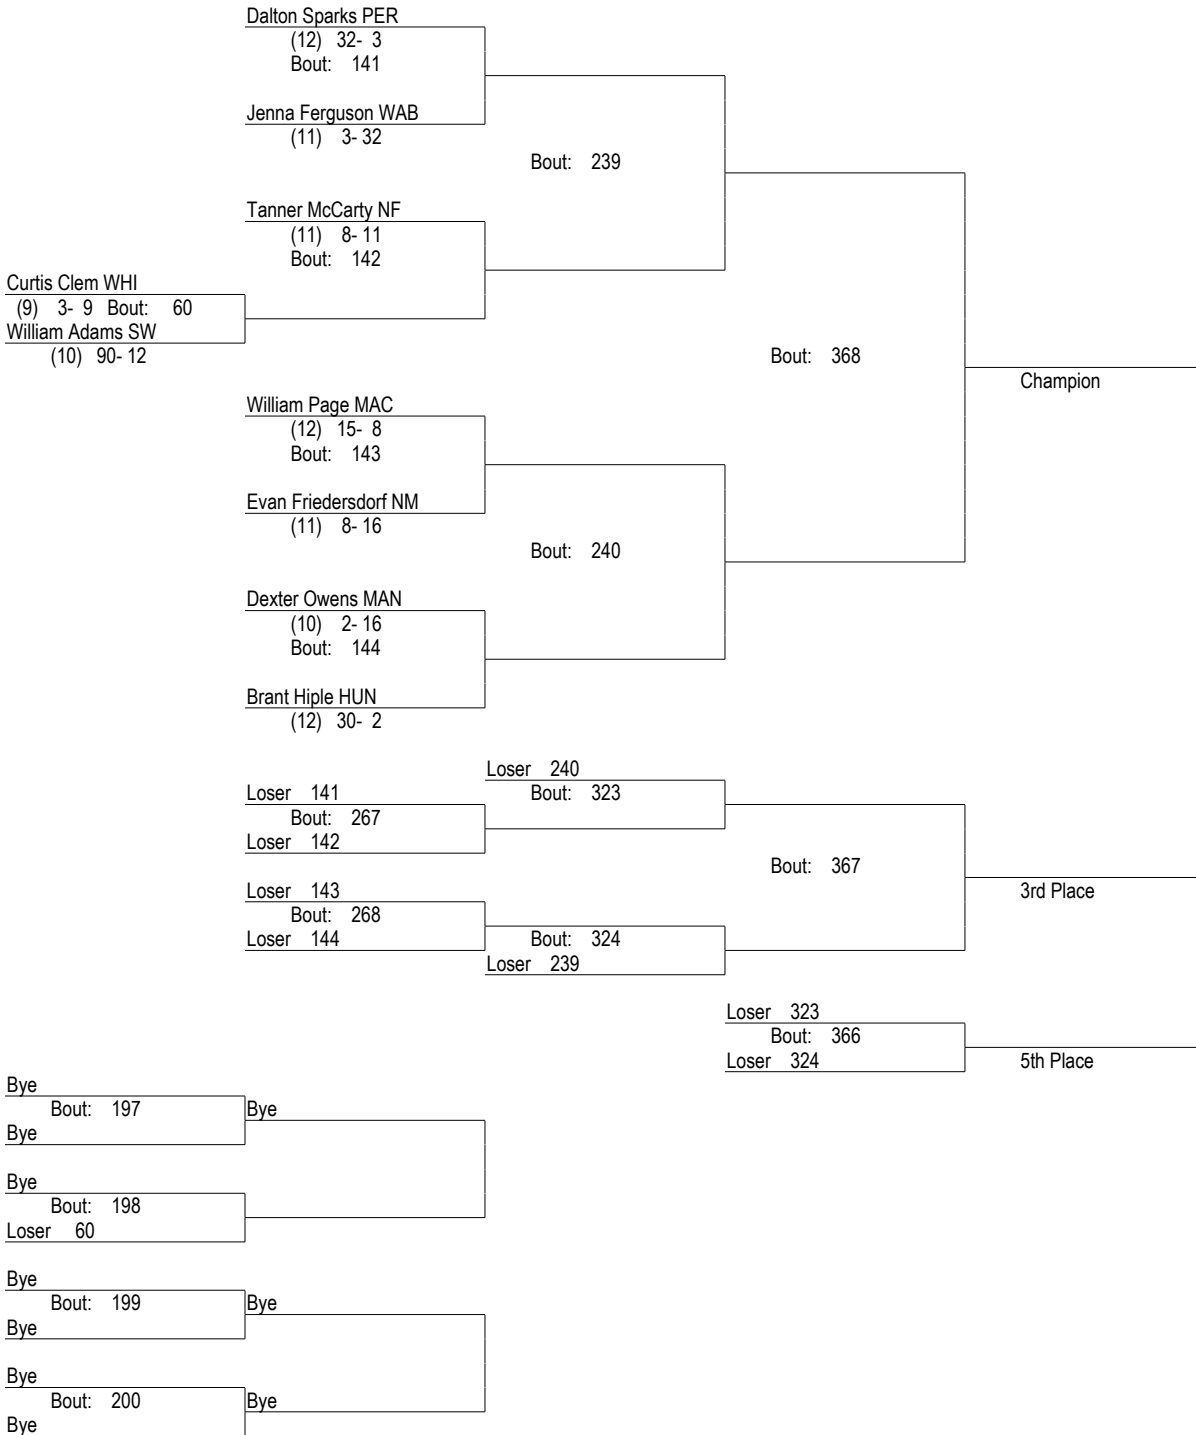 Dalton Sparks PER
(12) 32- 3
Bout: 141
Jenna Ferguson WAB
(11) 3- 32
Bout: 239
Tanner McCarty NF
(11) 8- 11
Bout: 142
Curtis Clem WHI
(9) 3- 9 Bout: 60
William Adams SW
(10) 90- 12
Bout: 368
Champion
William Page MAC
(12) 15- 8
Bout: 143
Evan Friedersdorf NM
(11) 8- 16
Bout: 240
Dexter Owens MAN
(10) 2- 16
Bout: 144
Brant Hiple HUN
(12) 30- 2
Loser 240
Loser 141
Bout: 323
Bout: 267
Loser 142
Bout: 367
Loser 143
3rd Place
Bout: 268
Loser 144
Bout: 324
Loser 239
Loser 323
Bout: 366
Loser 324
5th Place
Bye
Bout: 197
Bye
Bye
Bye
Bout: 198
Loser 60
Bye
Bout: 199
Bye
Bye
Bye
Bout: 200
Bye
Bye